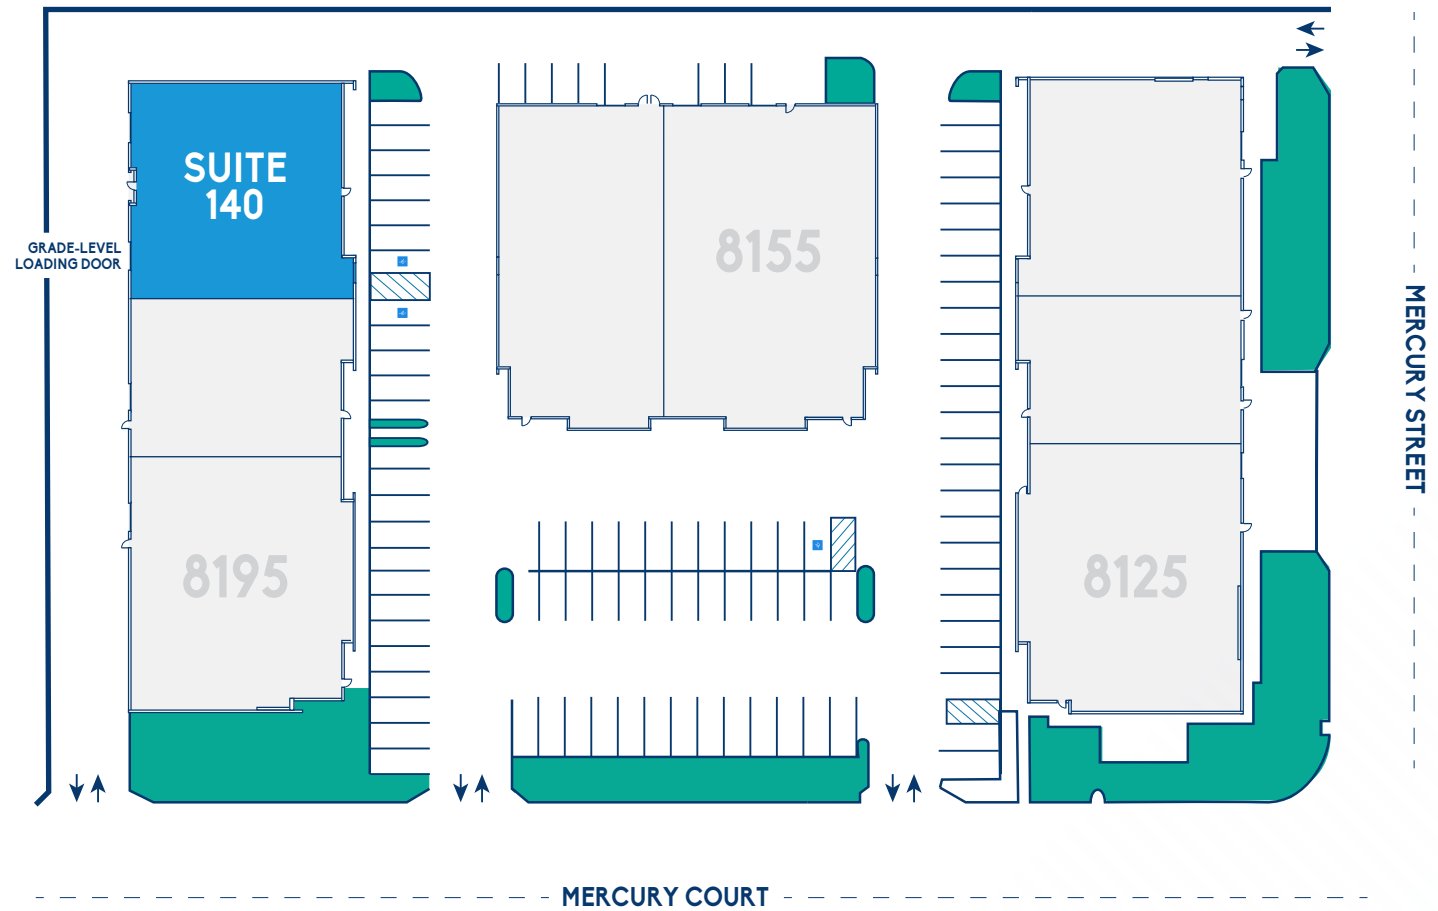 SUITE
140
GRADE-LEVEL
LOADING DOOR
8155
8195
8125
MERCURY STREET
MERCURY COURT